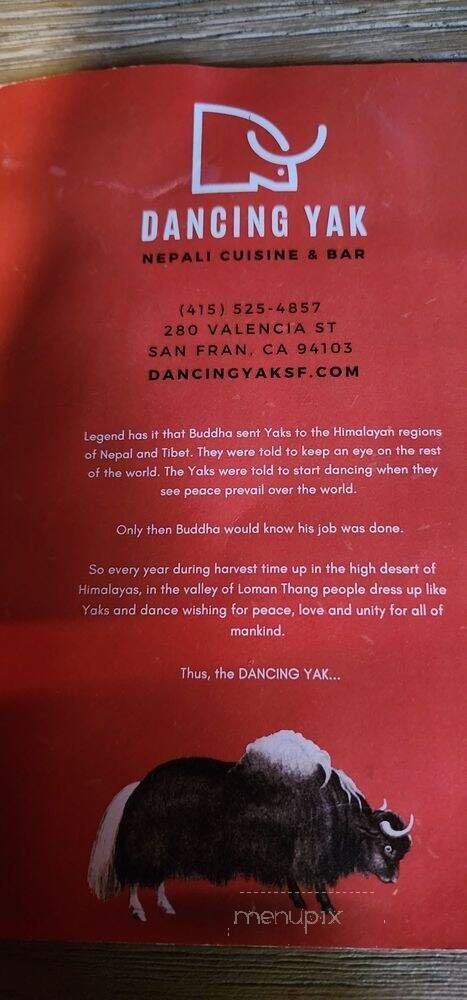 DANCING YAK
NEPALI CUISINE & BAR
(415) 525-4857
280 VALENCIA ST
SAN FRAN, CA 94103
DANCINGYAKSF.COM
Legend has it that Buddha sent Yaks to the Himalayan regions
of Nepal and Tibet. They were told to keep an eye on the rest
of the world. The Yaks were told to start dancing when they
see peace prevail over the world.
Only then Buddha would know his job was done.
So every year during harvest time up in the high desert of
Himalayas, in the valley of Loman Thang people dress up like
Yaks and dance wishing for peace, love and unity for all of
mankind.
Thus, the DANCING YAK...
menupix